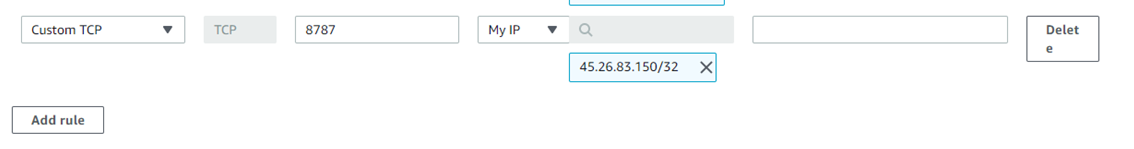 Custom TCP
TCP
8787
My IP
Delet
e
45.26.83.150/32
Add rule